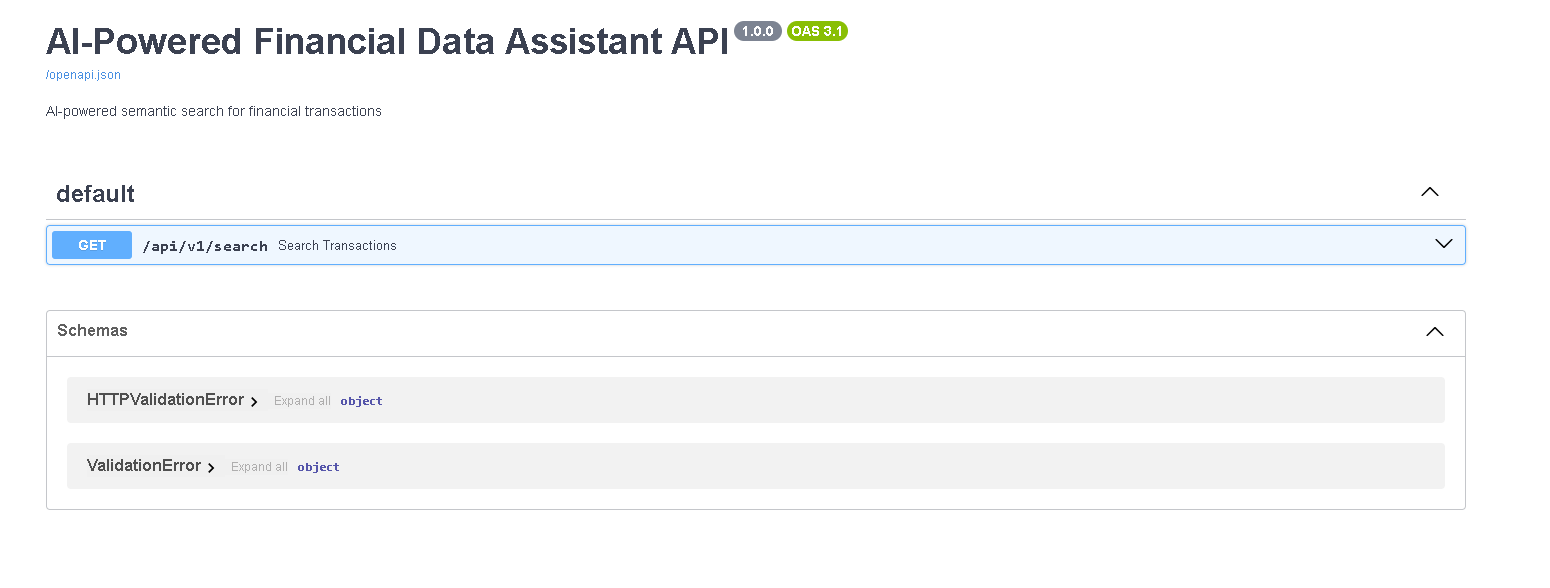 AI-Powered Financial Data Assistant API 1.0.0 OAS 3.1
/openapi.json
AI-powered semantic search for financial transactions
default
GET /api/v1/search Search Transactions
Schemas
HTTPValidationError Expand all object
ValidationError Expand all object